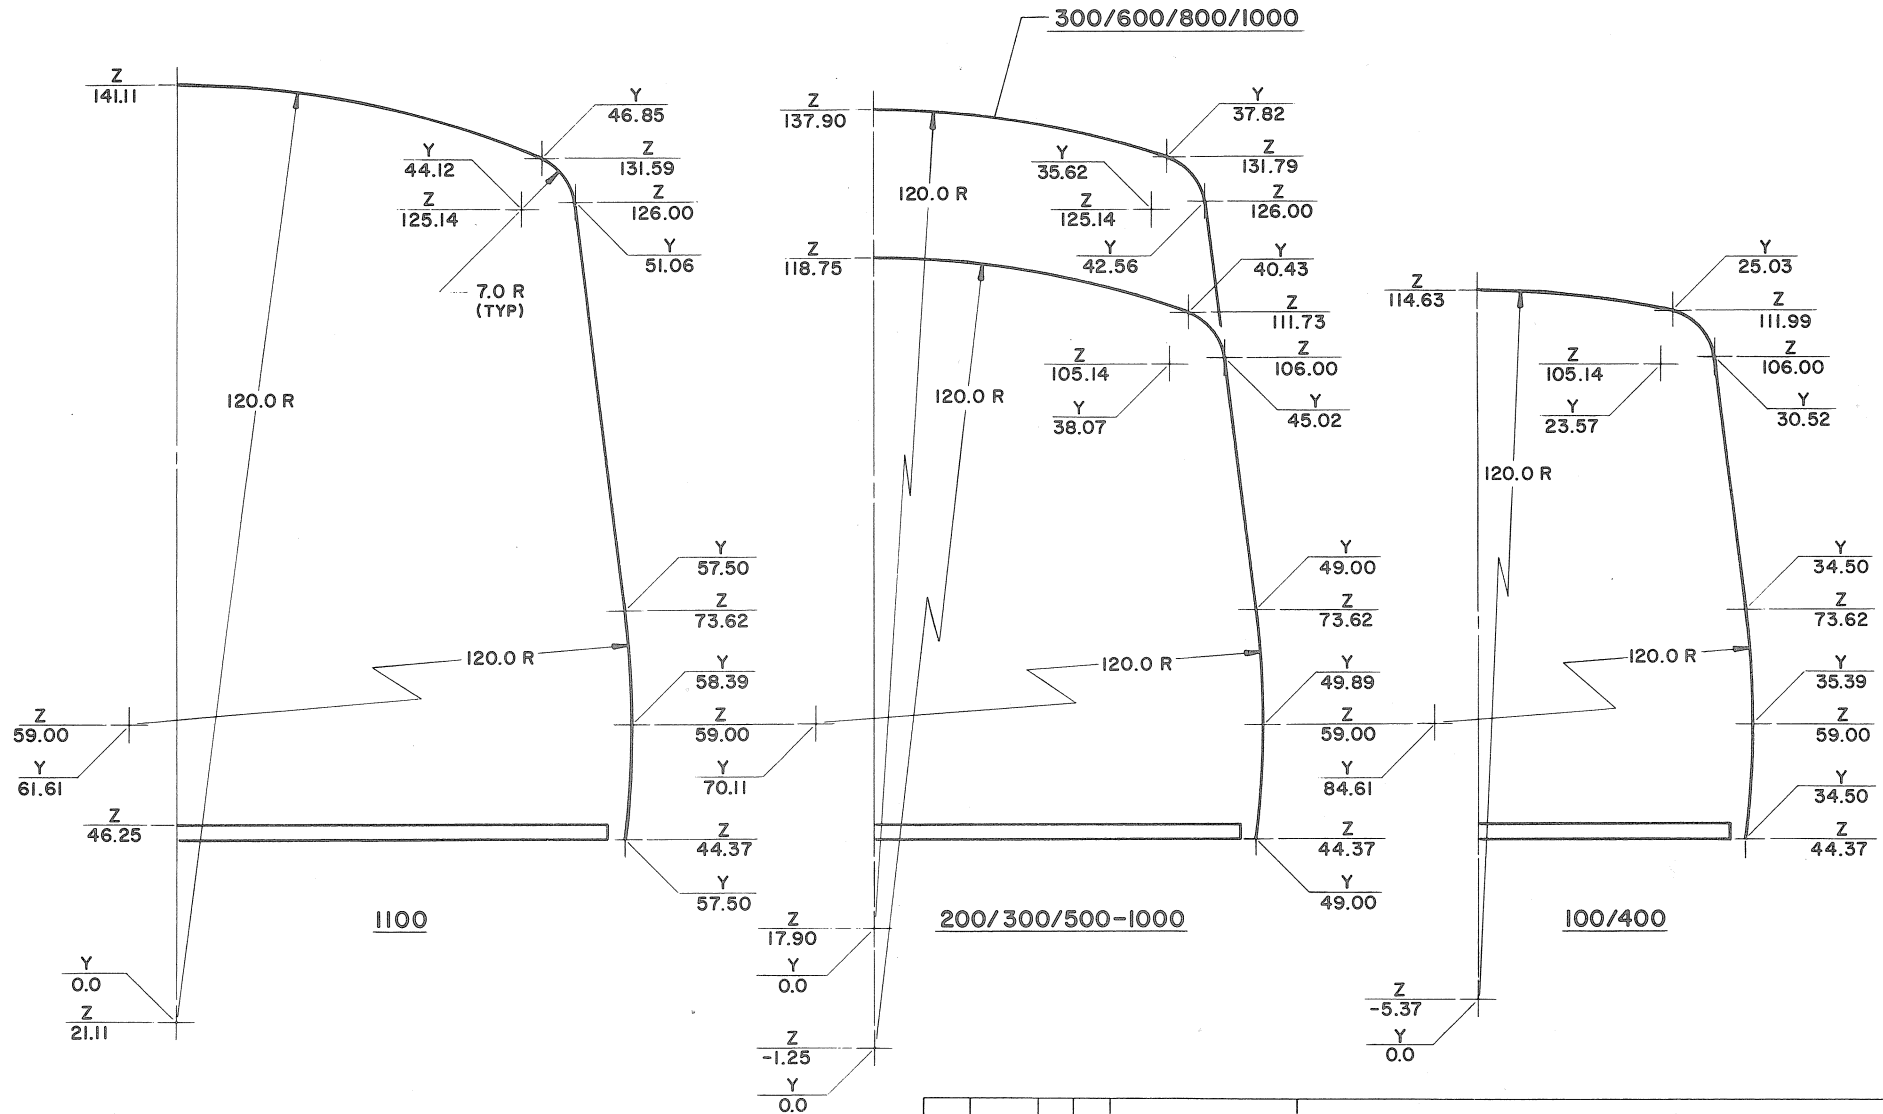 300/600/800/1000
Z
141.11
Y
46.85
Y
44.12
Z
131.59
Z
125.14
Z
126.00
Y
51.06
7.0 R
(TYP)
120.0 R
Y
57.50
Z
73.62
120.0 R
Y
58.39
Z
59.00
Z
59.00
Y
61.61
Z
46.25
Z
44.37
Y
57.50
1100
Y
0.0
Z
21.11
Z
137.90
Y
37.82
Y
35.62
Z
131.79
120.0 R
Z
125.14
Z
126.00
Y
42.56
Z
118.75
Y
40.43
Z
111.73
Z
105.14
Z
106.00
120.0 R
Y
38.07
Y
45.02
Y
49.00
Z
73.62
120.0 R
Y
49.89
Z
59.00
Y
70.11
Z
44.37
Y
49.00
200/300/500-1000
Z
17.90
Y
0.0
Z
-1.25
Y
0.0
Z
114.63
Y
25.03
Z
111.99
Z
105.14
Z
106.00
Y
23.57
Y
30.52
120.0 R
Y
34.50
Z
73.62
120.0 R
Y
35.39
Z
59.00
Y
84.61
Y
34.50
Z
44.37
100/400
Z
-5.37
Y
0.0